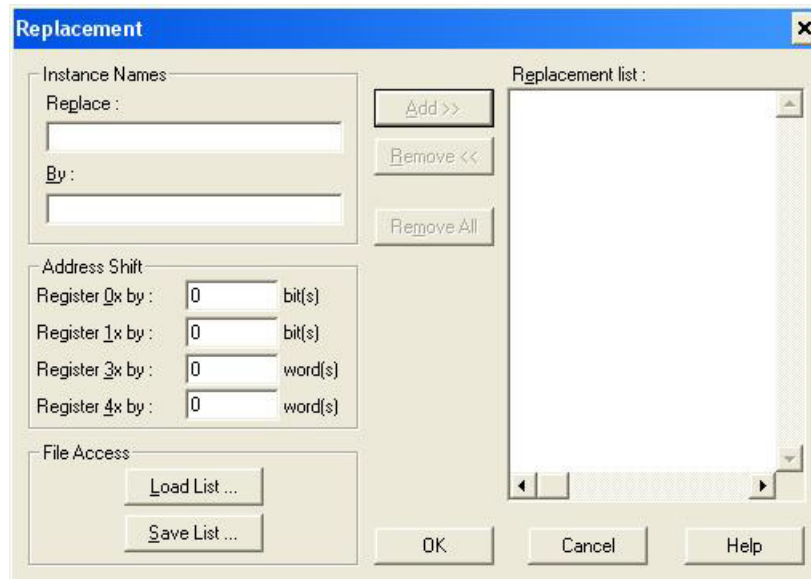 Replacement
Instance Names
Replace :
By :
Add >>
Remove <<
Remove All
Replacement list :
Address Shift
Register 0x by : 0 bit(s)
Register 1x by : 0 bit(s)
Register 3x by : 0 word(s)
Register 4x by : 0 word(s)
File Access
Load List ...
Save List ...
OK
Cancel
Help